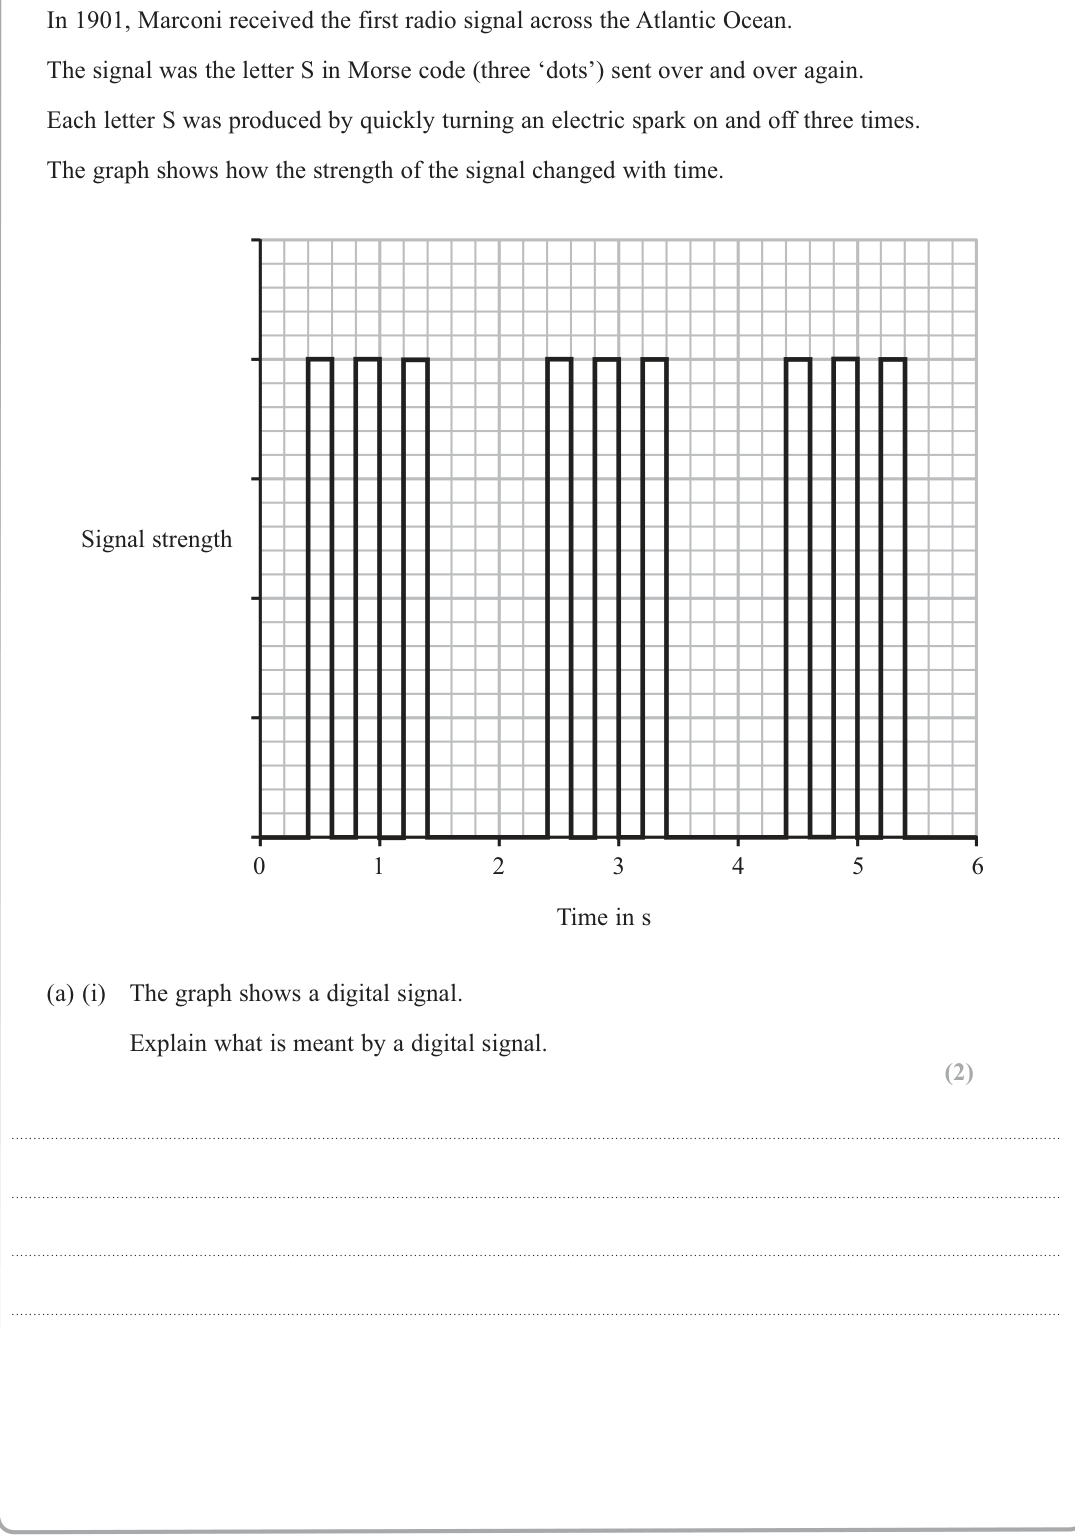 In 1901, Marconi received the first radio signal across the Atlantic Ocean.
The signal was the letter S in Morse code (three ‘dots’) sent over and over again.
Each letter S was produced by quickly turning an electric spark on and off three times.
The graph shows how the strength of the signal changed with time.
Signal strength
0 1 2 3 4 5 6
Time in s
(a) (i) The graph shows a digital signal.
Explain what is meant by a digital signal.
(2)